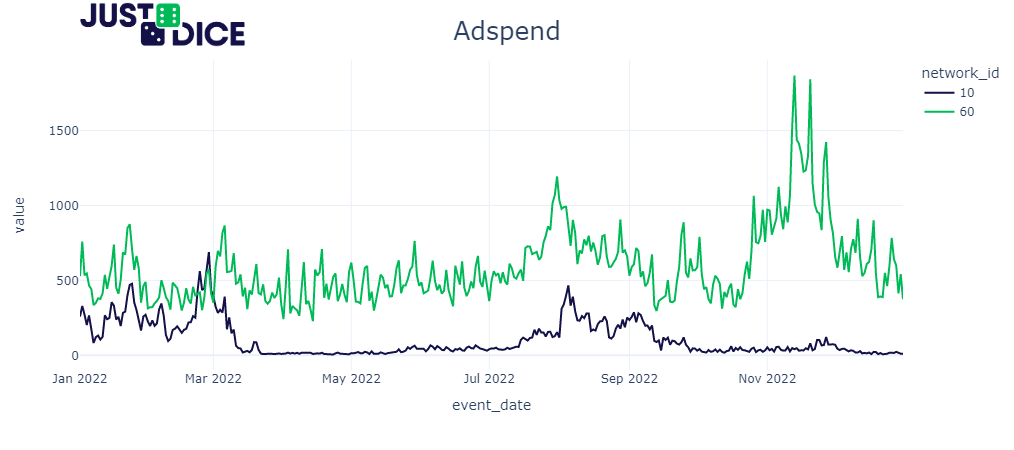 JUST DICE
Adspend
network_id
10
60
value
1500
1000
500
0
Jan 2022
Mar 2022
May 2022
Jul 2022
Sep 2022
Nov 2022
event_date